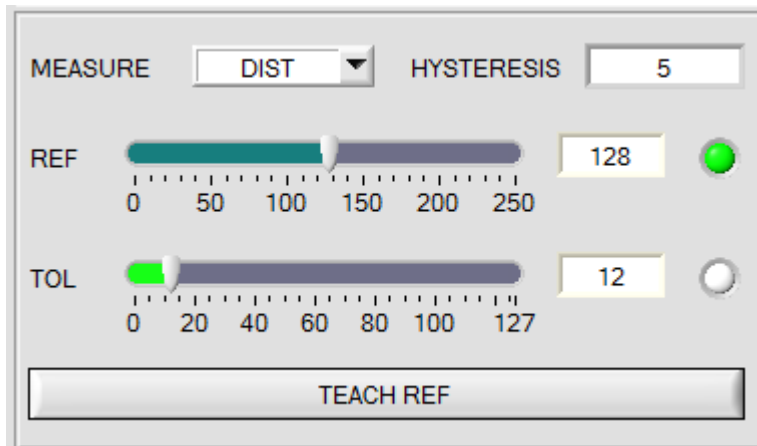 MEASURE DIST HYSTERESIS 5
REF 128
0 50 100 150 200 250
TOL 12
0 20 40 60 80 100 127
TEACH REF